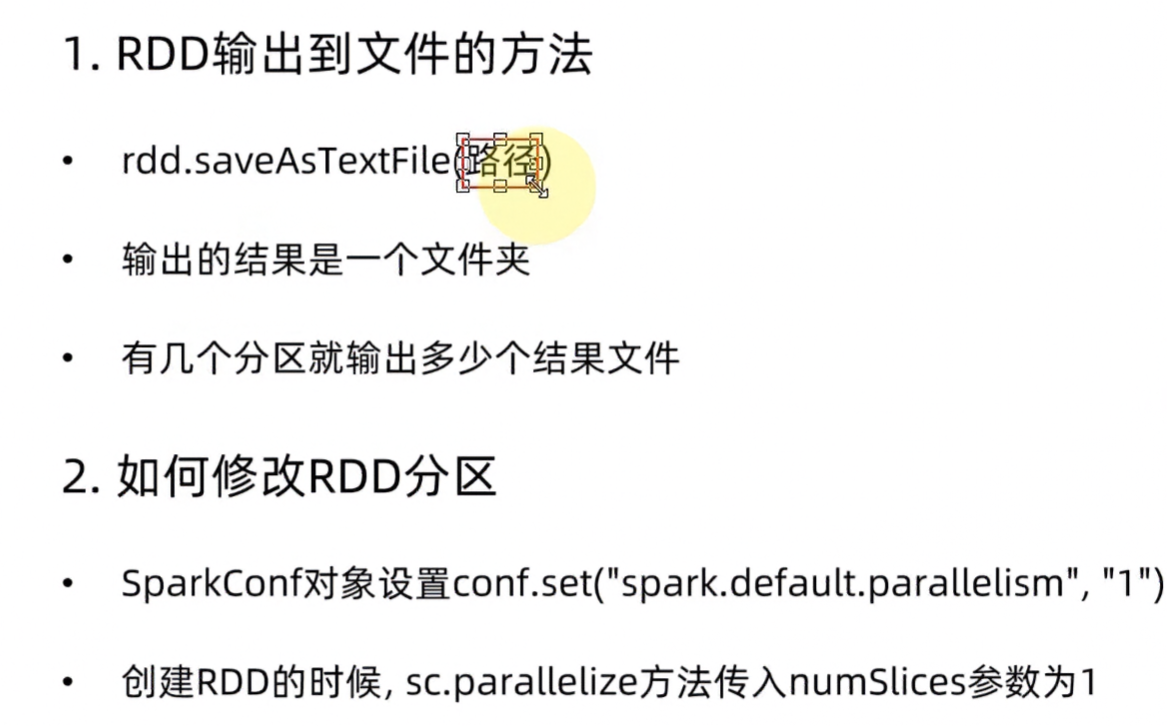 1. RDD输出到文件的方法
• rdd.saveAsTextFile(路径)
• 输出的结果是一个文件夹
• 有几个分区就输出多少个结果文件
2. 如何修改RDD分区
• SparkConf对象设置conf.set("spark.default.parallelism", "1")
• 创建RDD的时候, sc.parallelize方法传入numSlices参数为1